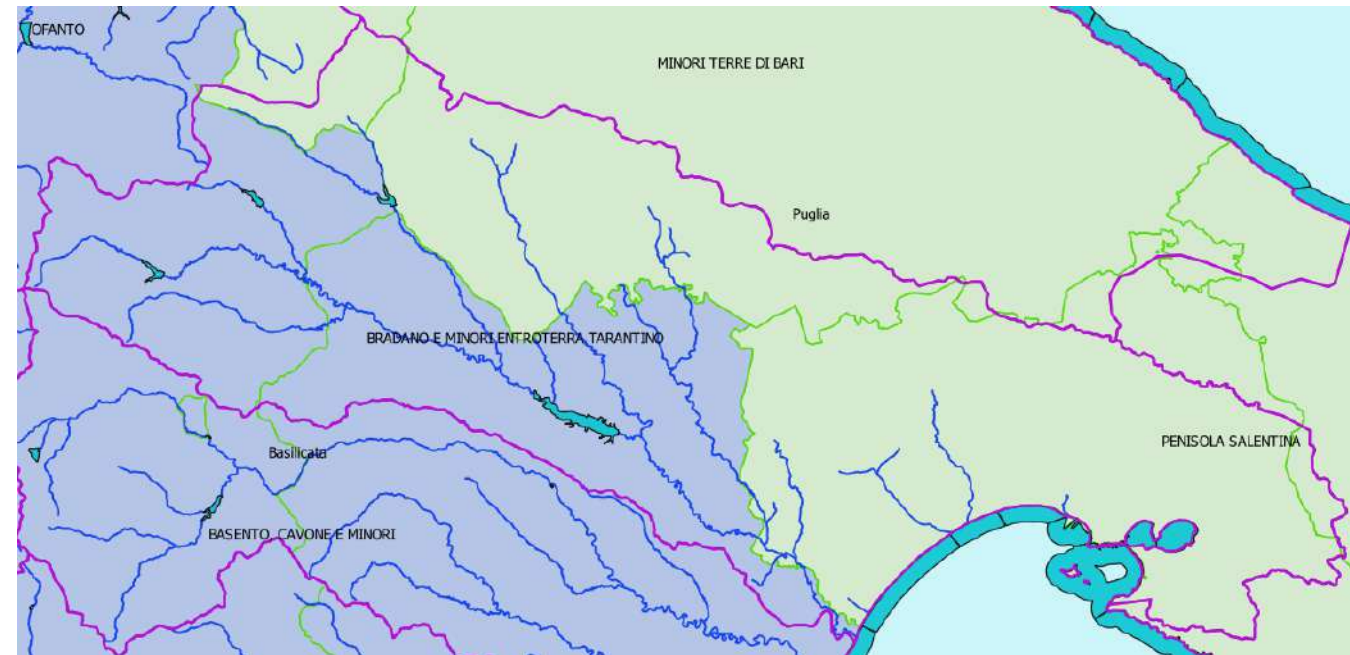 OFANTO
MINORI TERRE DI BARI
Puglia
BRADANO E MINORI ENTROTERRA TARANTINO
PENISOLA SALENTINA
Basilicata
BASENTO, CAVONE E MINORI